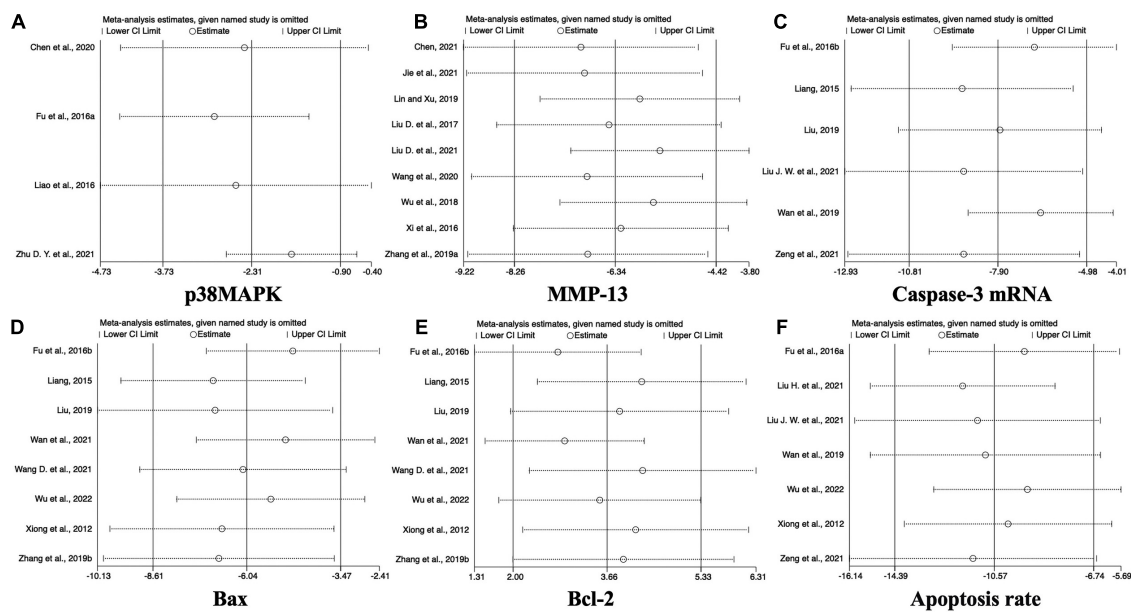 A
Meta-analysis estimates, given named study is omitted
| Lower CI Limit ○Estimate | Upper CI Limit
Chen et al., 2020
Fu et al., 2016a
Liao et al., 2016
Zhu D. Y. et al., 2021
-4.73 -3.73 -2.31 -0.90 -0.40
p38MAPK
B
Meta-analysis estimates, given named study is omitted
| Lower CI Limit ○Estimate | Upper CI Limit
Chen, 2021
Jie et al., 2021
Lin and Xu, 2019
Liu D. et al., 2017
Liu D. et al., 2021
Wang et al., 2020
Wu et al., 2018
Xi et al., 2016
Zhang et al., 2019a
-9.22 -8.26 -6.34 -4.42 -3.80
MMP-13
C
Meta-analysis estimates, given named study is omitted
| Lower CI Limit ○Estimate | Upper CI Limit
Fu et al., 2016b
Liang, 2015
Liu, 2019
Liu J. W. et al., 2021
Wan et al., 2019
Zeng et al., 2021
-12.93 -10.81 -7.90 -4.98 -4.01
Caspase-3 mRNA
D
Meta-analysis estimates, given named study is omitted
| Lower CI Limit ○Estimate | Upper CI Limit
Fu et al., 2016b
Liang, 2015
Liu, 2019
Wan et al., 2021
Wang D. et al., 2021
Wu et al., 2022
Xiong et al., 2012
Zhang et al., 2019b
-10.13 -8.61 -6.04 -3.47 -2.41
Bax
E
Meta-analysis estimates, given named study is omitted
| Lower CI Limit ○Estimate | Upper CI Limit
Fu et al., 2016b
Liang, 2015
Liu, 2019
Wan et al., 2021
Wang D. et al., 2021
Wu et al., 2022
Xiong et al., 2012
Zhang et al., 2019b
1.31 2.00 3.66 5.33 6.31
Bcl-2
F
Meta-analysis estimates, given named study is omitted
| Lower CI Limit ○Estimate | Upper CI Limit
Fu et al., 2016a
Liu H. et al., 2021
Liu J. W. et al., 2021
Wan et al., 2019
Wu et al., 2022
Xiong et al., 2012
Zeng et al., 2021
-16.14 -14.39 -10.57 -6.74 -5.69
Apoptosis rate